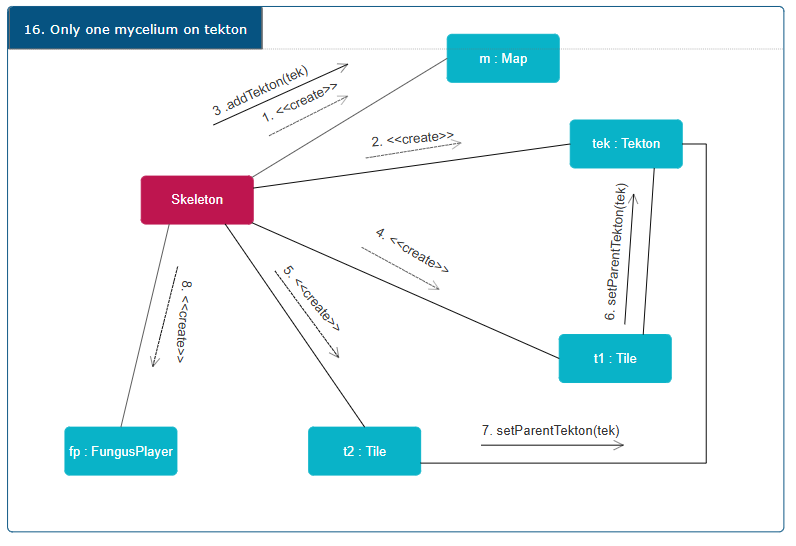 16. Only one mycelium on tekton
m : Map
3 .addTekton(tek)
1. <<create>>
2. <<create>>
tek : Tekton
Skeleton
4. <<create>>
6. setParentTekton(tek)
5. <<create>>
8. <<create>>
t1 : Tile
7. setParentTekton(tek)
fp : FungusPlayer
t2 : Tile